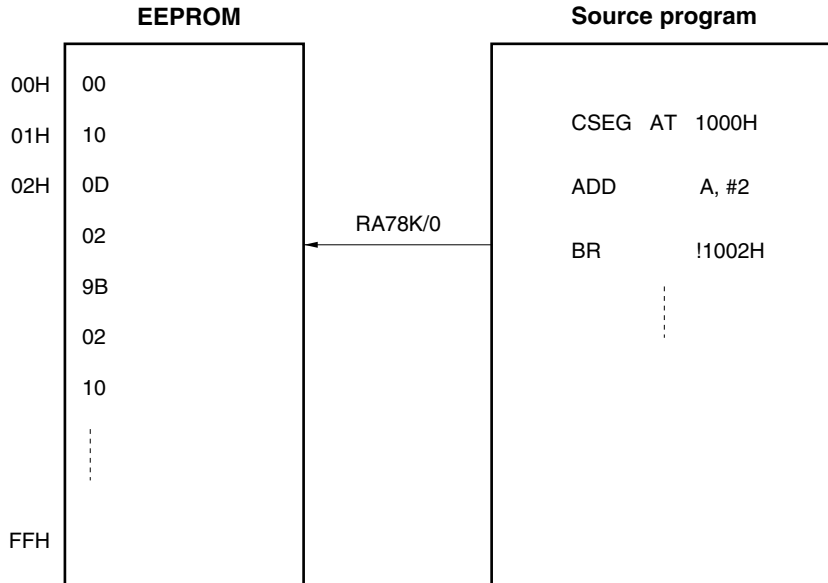 EEPROM
Source program
00H 00
01H 10
02H 0D
02
9B
02
10
FFH
RA78K/0
CSEG AT 1000H
ADD A, #2
BR !1002H